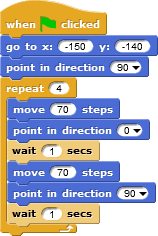 when clicked
go to x: -150 y: -140
point in direction 90
repeat 4
move 70 steps
point in direction 0
wait 1 secs
move 70 steps
point in direction 90
wait 1 secs